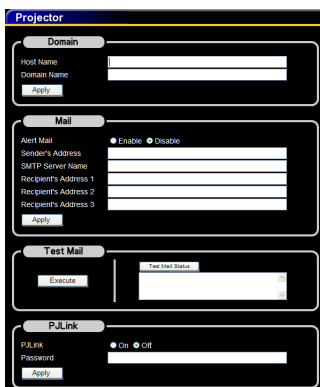 Projector
Domain
Host Name
Domain Name
Apply
Mail
Alert Mail Enable Disable
Sender's Address
SMTP Server Name
Recipient's Address 1
Recipient's Address 2
Recipient's Address 3
Apply
Test Mail
Execute
Test Mail Status
PJLink
PJLink On Off
Password
Apply